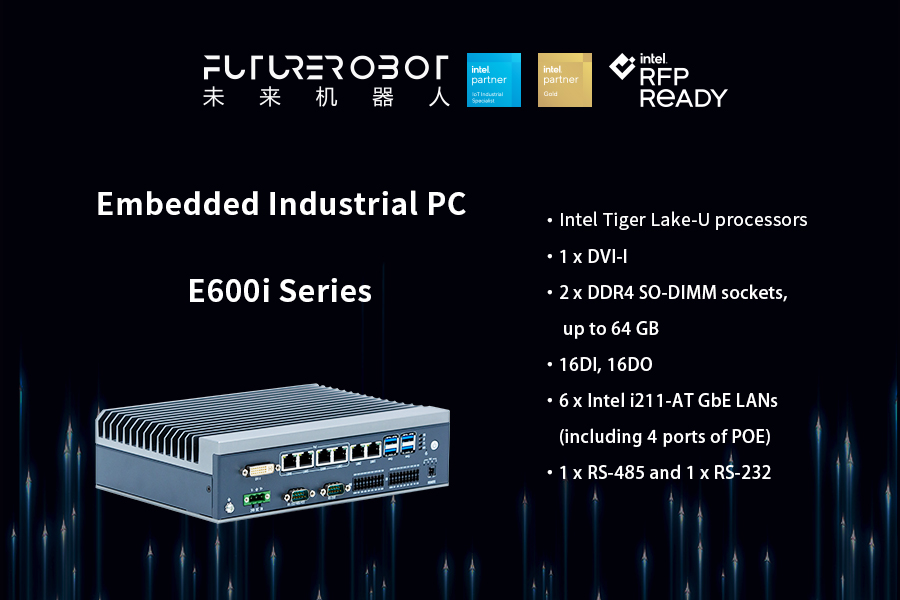 FUTUREROBOT
未来机器人
intel
partner
IoT Industrial
Specialist
intel
partner
Gold
intel
RFP
READY
Embedded Industrial PC
E600i Series
· Intel Tiger Lake-U processors
· 1 x DVI-I
· 2 x DDR4 SO-DIMM sockets,
up to 64 GB
· 16DI, 16DO
· 6 x Intel i211-AT GbE LANs
(including 4 ports of POE)
· 1 x RS-485 and 1 x RS-232